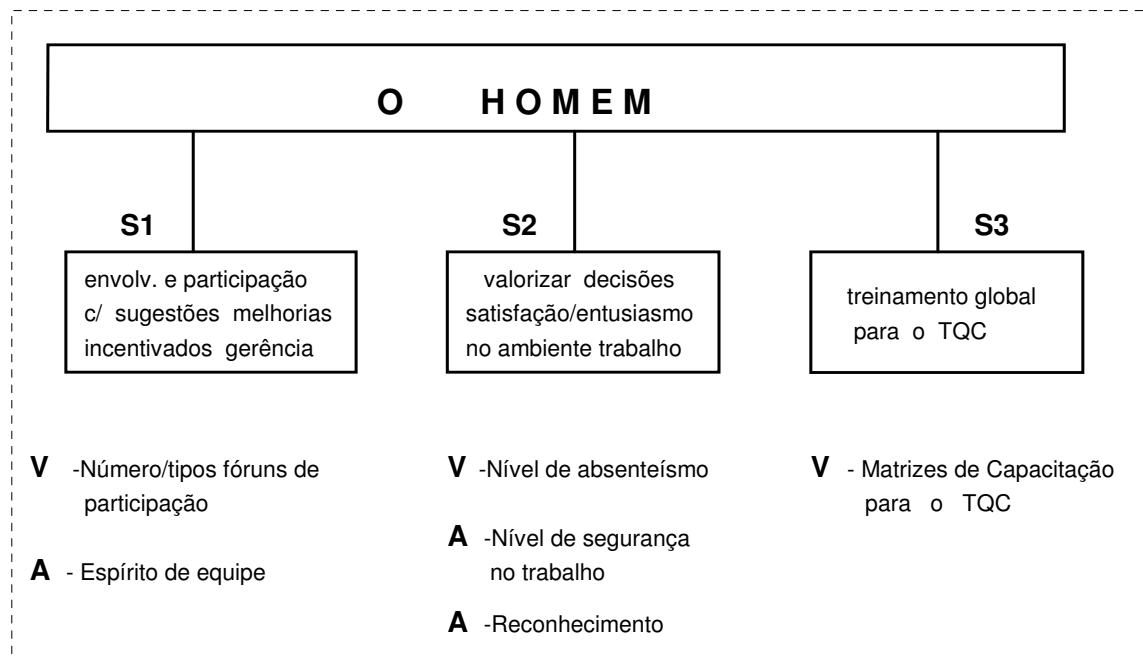 O HOMEM
S1
envolv. e participação
c/ sugestões melhorias
incentivados gerência
S2
valorizar decisões
satisfação/entusiasmo
no ambiente trabalho
S3
treinamento global
para o TQC
V -Número/tipos fóruns de
participação
A - Espírito de equipe
V -Nível de absenteísmo
A -Nível de segurança
no trabalho
A -Reconhecimento
V - Matrizes de Capacitação
para o TQC